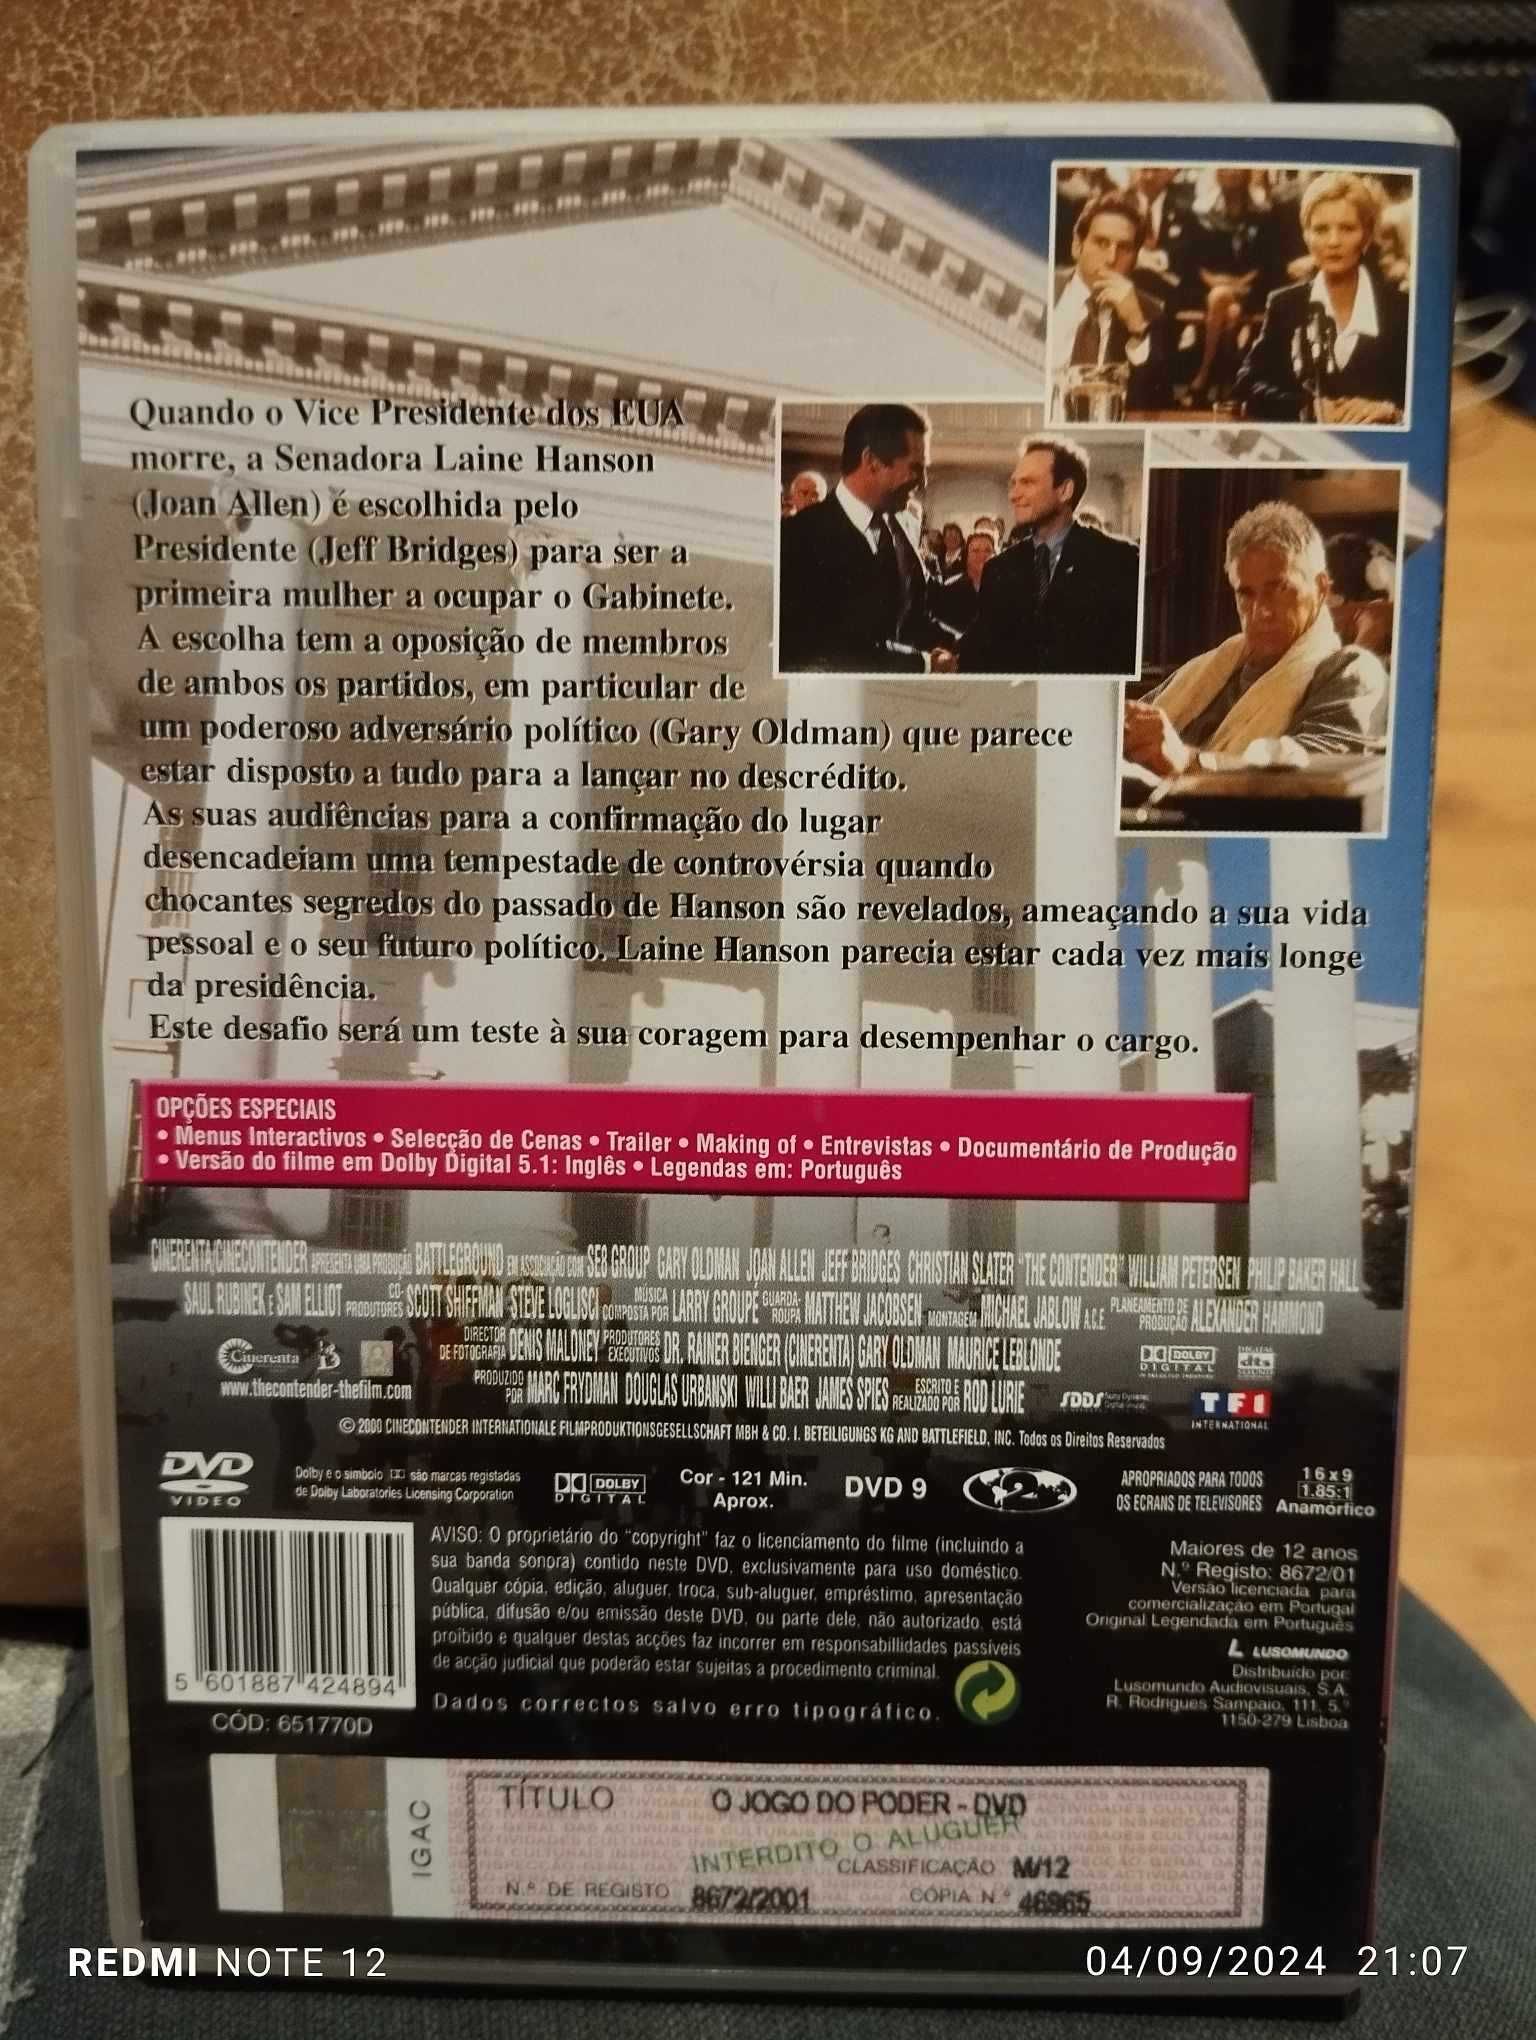 Quando o Vice Presidente dos EUA
morre, a Senadora Laine Hanson
(Joan Allen) é escolhida pelo
Presidente (Jeff Bridges) para ser a
primeira mulher a ocupar o Gabinete.
A escolha tem a oposição de membros
de ambos os partidos, em particular de
um poderoso adversário político (Gary Oldman) que parece
estar disposto a tudo para a lançar no descrédito.
As suas audiências para a confirmação do lugar
desencadeiam uma tempestade de controvérsia quando
chocantes segredos do passado de Hanson são revelados, ameaçando a sua vida
pessoal e o seu futuro político. Laine Hanson parecia estar cada vez mais longe
da presidência.
Este desafio será um teste à sua coragem para desempenhar o cargo.
OPÇÕES ESPECIAIS
• Menus Interactivos • Selecção de Cenas • Trailer • Making of • Entrevistas • Documentário de Produção
• Versão do filme em Dolby Digital 5.1: Inglês • Legendas em: Português
CINERENTA/CINECONTENDER APRESENTA UMA PRODUÇÃO BATTLEGROUND EM ASSOCIAÇÃO COM SE8 GROUP GARY OLDMAN JOAN ALLEN JEFF BRIDGES CHRISTIAN SLATER "THE CONTENDER" WILLIAM PETERSEN PHILIP BAKER HALL
SAUL RUBINEK E SAM ELLIOT CO-PRODUTORES SCOTT SHIFFMAN STEVE LOGLISCI MÚSICA COMPOSTA POR LARRY GROUPÉ GUARDA-ROUPA MATTHEW JACOBSEN MONTAGEM MICHAEL JABLOW A.C.E. PLANEAMENTO DE PRODUÇÃO ALEXANDER HAMMOND
DIRECTOR DE FOTOGRAFIA DENIS MALONEY PRODUTORES EXECUTIVOS DR. RAINER BIENGER (CINERENTA) GARY OLDMAN MAURICE LEBLONDE
Cinerenta
DOLBY DIGITAL
dts
www.thecontender-thefilm.com
PRODUZIDO POR MARC FRYDMAN DOUGLAS URBANSKI WILLI BAER JAMES SPIES ESCRITO E REALIZADO POR ROD LURIE
SDDS
TF1 INTERNATIONAL
© 2000 CINECONTENDER INTERNATIONALE FILMPRODUKTIONSGESELLSCHAFT MBH & CO. I. BETEILIGUNGS KG AND BATTLEFIELD, INC. Todos os Direitos Reservados
DVD VIDEO
Dolby e o simbolo são marcas registadas
de Dolby Laboratories Licensing Corporation
DOLBY DIGITAL
Cor - 121 Min.
Aprox.
DVD 9
2
APROPRIADOS PARA TODOS
OS ECRANS DE TELEVISORES
16x9
1.85:1
Anamórfico
AVISO: O proprietário do "copyright" faz o licenciamento do filme (incluindo a
sua banda sonora) contido neste DVD, exclusivamente para uso doméstico.
Qualquer cópia, edição, aluguer, troca, sub-aluguer, empréstimo, apresentação
pública, difusão e/ou emissão deste DVD, ou parte dele, não autorizado, está
proibido e qualquer destas acções faz incorrer em responsabillidades passíveis
de acção judicial que poderão estar sujeitas a procedimento criminal.
Dados correctos salvo erro tipográfico.
Maiores de 12 anos
N.º Registo: 8672/01
Versão licenciada para
comercialização em Portugal
Original Legendada em Português
LUSOMUNDO
Distribuído por:
Lusomundo Audiovisuais, S.A.
R. Rodrigues Sampaio, 111, 5.º
1150-279 Lisboa
5 601887 424894
CÓD: 651770D
IGAC
TÍTULO O JOGO DO PODER - DVD
INTERDITO O ALUGUER
CLASSIFICAÇÃO M/12
N.º DE REGISTO 8672/2001 CÓPIA N.º 46965
REDMI NOTE 12
04/09/2024 21:07